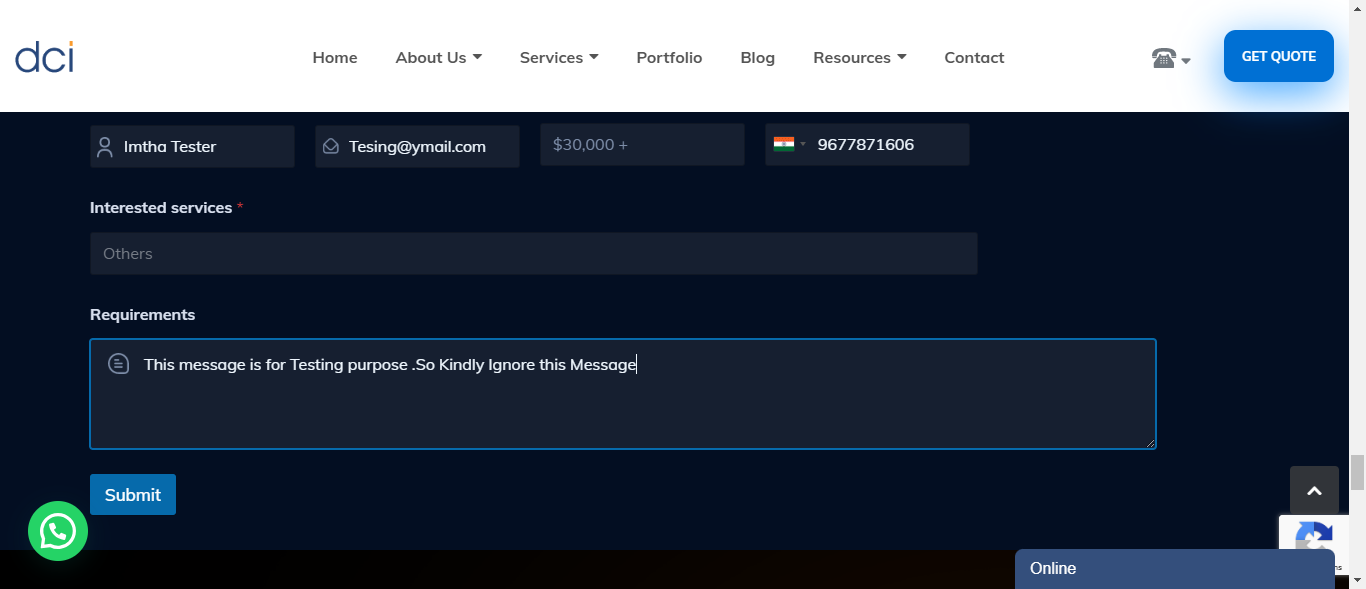 dci
Home About Us Services Portfolio Blog Resources Contact
GET QUOTE
Imtha Tester Tesing@ymail.com $30,000 + 9677871606
Interested services *
Others
Requirements
This message is for Testing purpose .So Kindly Ignore this Message
Submit
Online